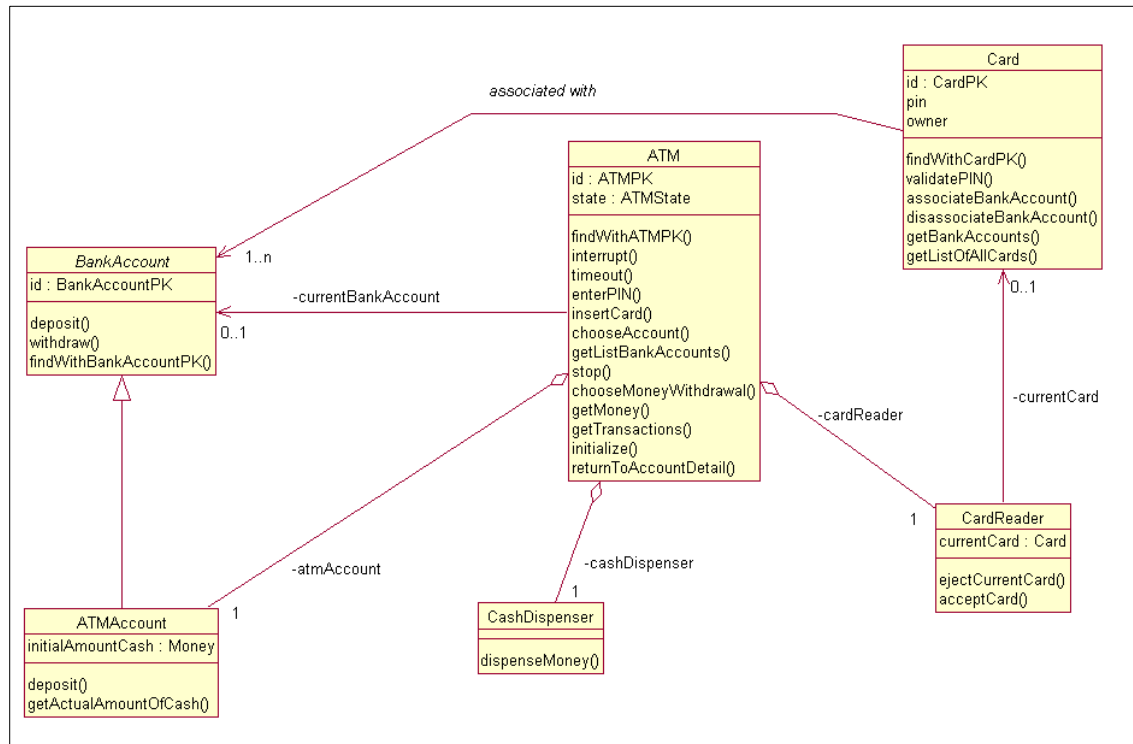 Card
id : CardPK
pin
owner
findWithCardPK()
validatePIN()
associateBankAccount()
disassociateBankAccount()
getBankAccounts()
getListOfAllCards()
associated with
1..n
0..1
ATM
id : ATMPK
state : ATMState
findWithATMPK()
interrupt()
timeout()
enterPIN()
insertCard()
chooseAccount()
getListBankAccounts()
stop()
chooseMoneyWithdrawal()
getMoney()
getTransactions()
initialize()
returnToAccountDetail()
BankAccount
id : BankAccountPK
deposit()
withdraw()
findWithBankAccountPK()
-currentBankAccount
0..1
-currentCard
-cardReader
1
CardReader
currentCard : Card
ejectCurrentCard()
acceptCard()
-atmAccount
1
-cashDispenser
1
CashDispenser
dispenseMoney()
ATMAccount
initialAmountCash : Money
deposit()
getActualAmountOfCash()